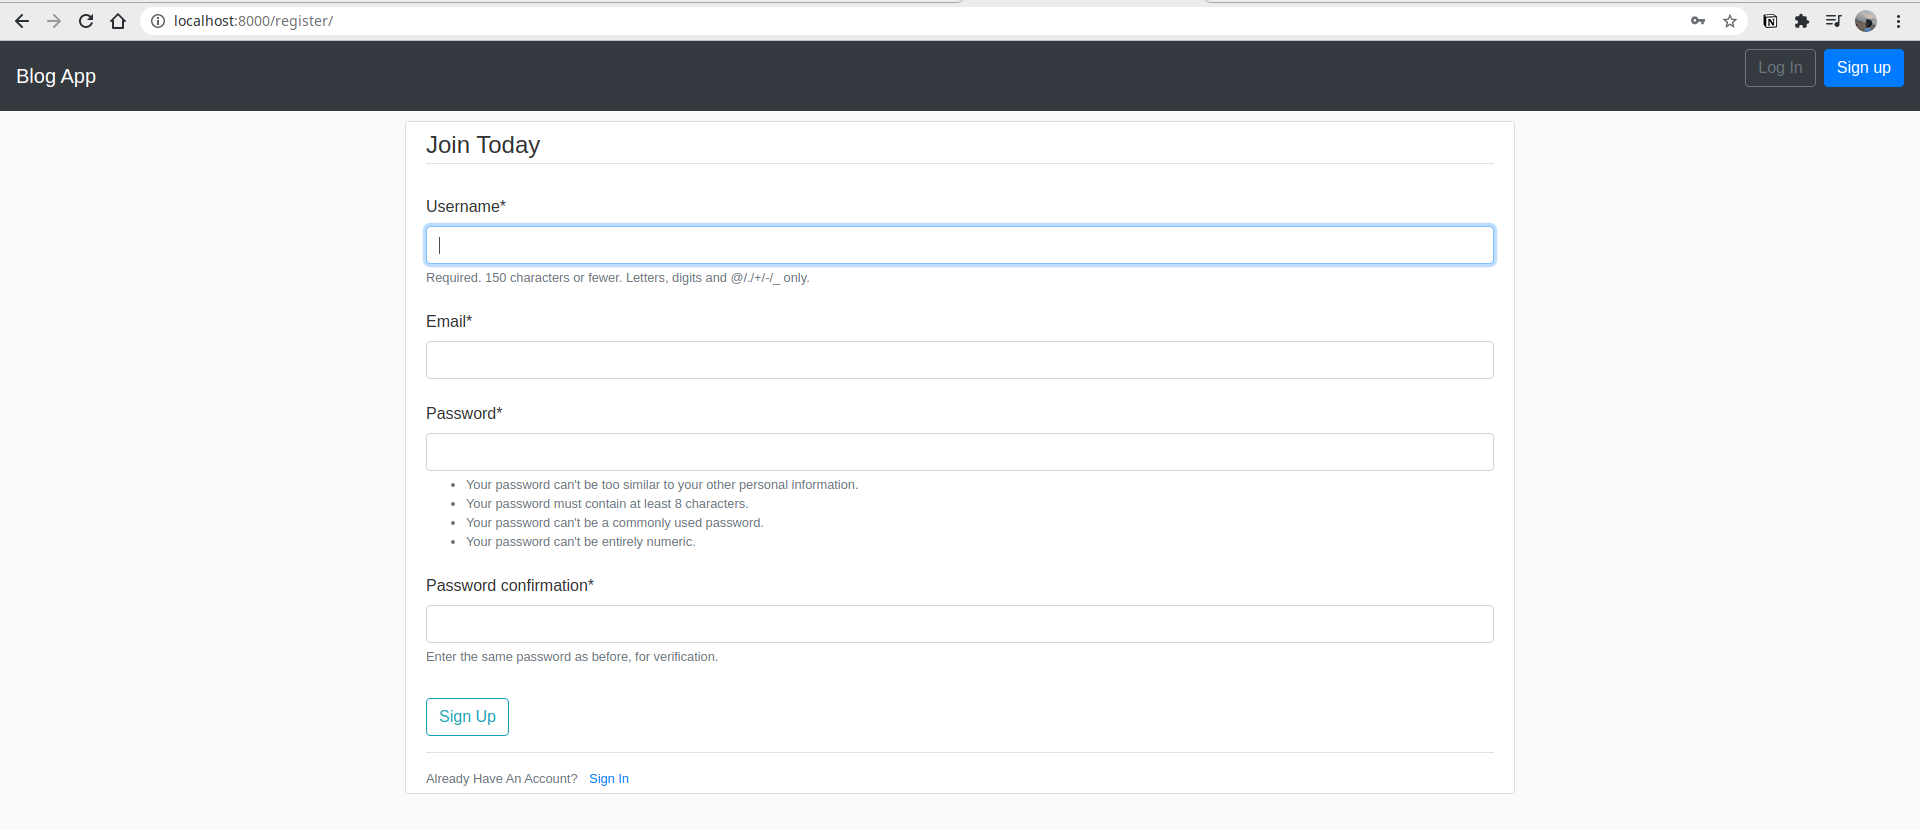 localhost:8000/register/
Blog App
Log In
Sign up
Join Today
Username*
Required. 150 characters or fewer. Letters, digits and @/./+/-/_ only.
Email*
Password*
Your password can't be too similar to your other personal information.
Your password must contain at least 8 characters.
Your password can't be a commonly used password.
Your password can't be entirely numeric.
Password confirmation*
Enter the same password as before, for verification.
Sign Up
Already Have An Account? Sign In